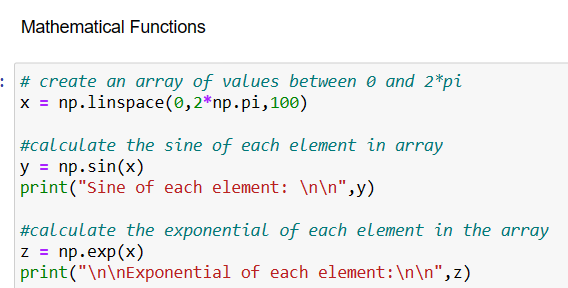 Mathematical Functions
: # create an array of values between 0 and 2*pi
x = np.linspace(0,2*np.pi,100)
#calculate the sine of each element in array
y = np.sin(x)
print("Sine of each element: \n\n",y)
#calculate the exponential of each element in the array
z = np.exp(x)
print("\n\nExponential of each element:\n\n",z)